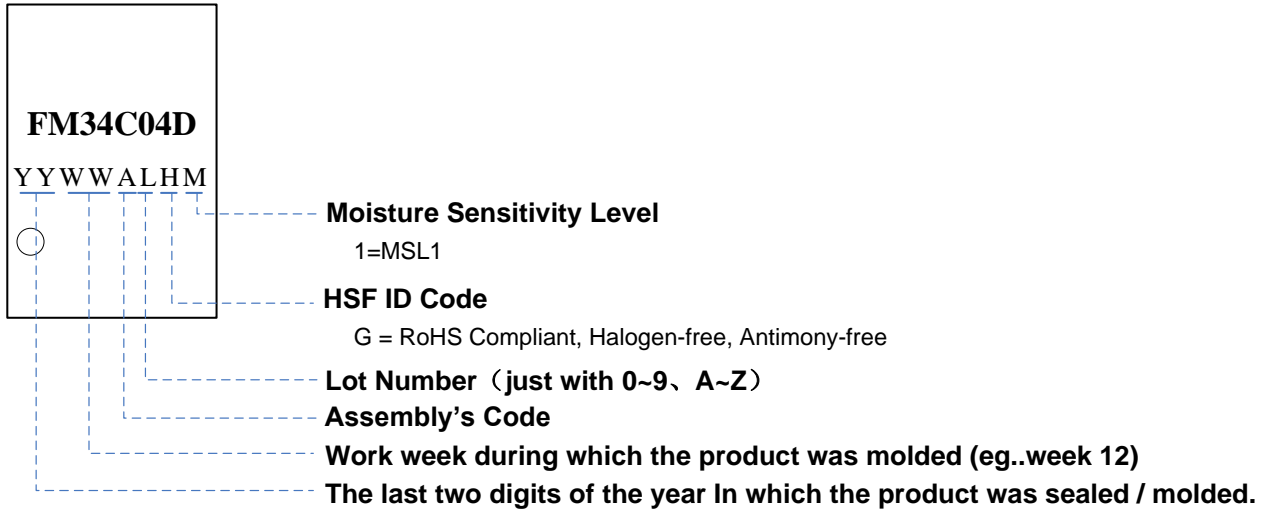 FM34C04D
YYWWALHM
Moisture Sensitivity Level
1=MSL1
HSF ID Code
G = RoHS Compliant, Halogen-free, Antimony-free
Lot Number（just with 0~9、A~Z）
Assembly's Code
Work week during which the product was molded (eg..week 12)
The last two digits of the year In which the product was sealed / molded.